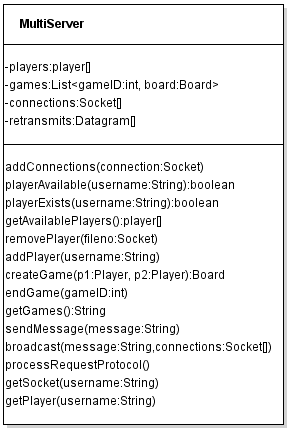 MultiServer
-players:player[]
-games:List<gameID:int, board:Board>
-connections:Socket[]
-retransmits:Datagram[]
addConnections(connection:Socket)
playerAvailable(username:String):boolean
playerExists(username:String):boolean
getAvailablePlayers():player[]
removePlayer(fileno:Socket)
addPlayer(username:String)
createGame(p1:Player, p2:Player):Board
endGame(gameID:int)
getGames():String
sendMessage(message:String)
broadcast(message:String,connections:Socket[])
processRequestProtocol()
getSocket(username:String)
getPlayer(username:String)